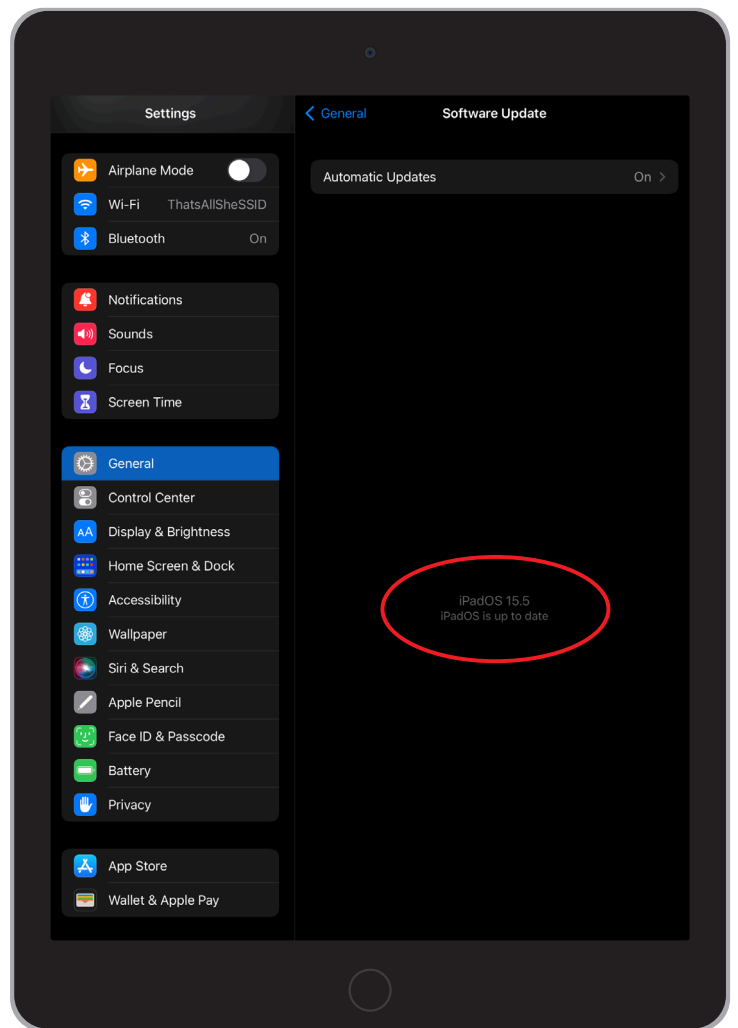 Settings
General
Software Update
Airplane Mode
Wi-Fi ThatsAllSheSSID
Bluetooth On
Notifications
Sounds
Focus
Screen Time
General
Control Center
AA Display & Brightness
Home Screen & Dock
Accessibility
Wallpaper
Siri & Search
Apple Pencil
Face ID & Passcode
Battery
Privacy
App Store
Wallet & Apple Pay
Automatic Updates On
iPadOS 15.5
iPadOS is up to date